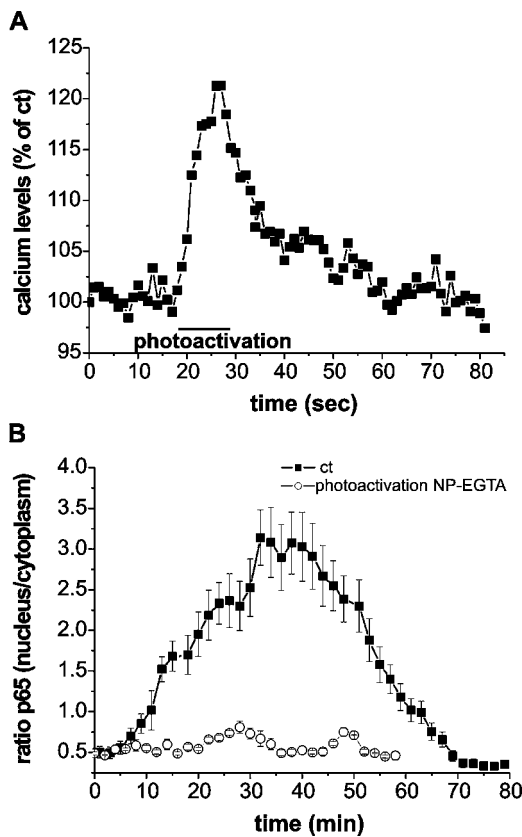 A
calcium levels (% of ct)
125
120
115
110
105
100
95
photoactivation
0 10 20 30 40 50 60 70 80
time (sec)
B
ratio p65 (nucleus/cytoplasm)
4.0
3.5
3.0
2.5
2.0
1.5
1.0
0.5
ct
photoactivation NP-EGTA
0 10 20 30 40 50 60 70 80
time (min)